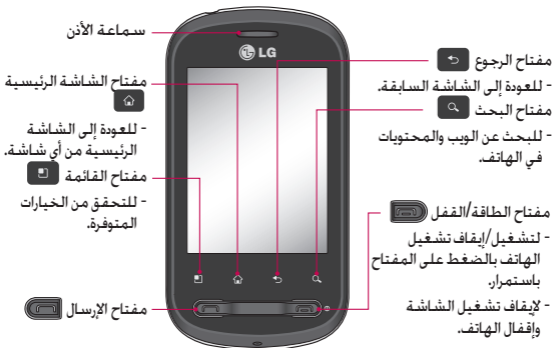 سماعة الأذن
LG
مفتاح الشاشة الرئيسية
- للعودة إلى الشاشة
الرئيسية من أي شاشة.
مفتاح القائمة
- للتحقق من الخيارات
المتوفرة.
مفتاح الإرسال
مفتاح الرجوع
- للعودة إلى الشاشة السابقة.
مفتاح البحث
- للبحث عن الويب والمحتويات
في الهاتف.
مفتاح الطاقة/القفل
- لتشغيل/إيقاف تشغيل
الهاتف بالضغط على المفتاح
باستمرار.
- لإيقاف تشغيل الشاشة
وإقفال الهاتف.